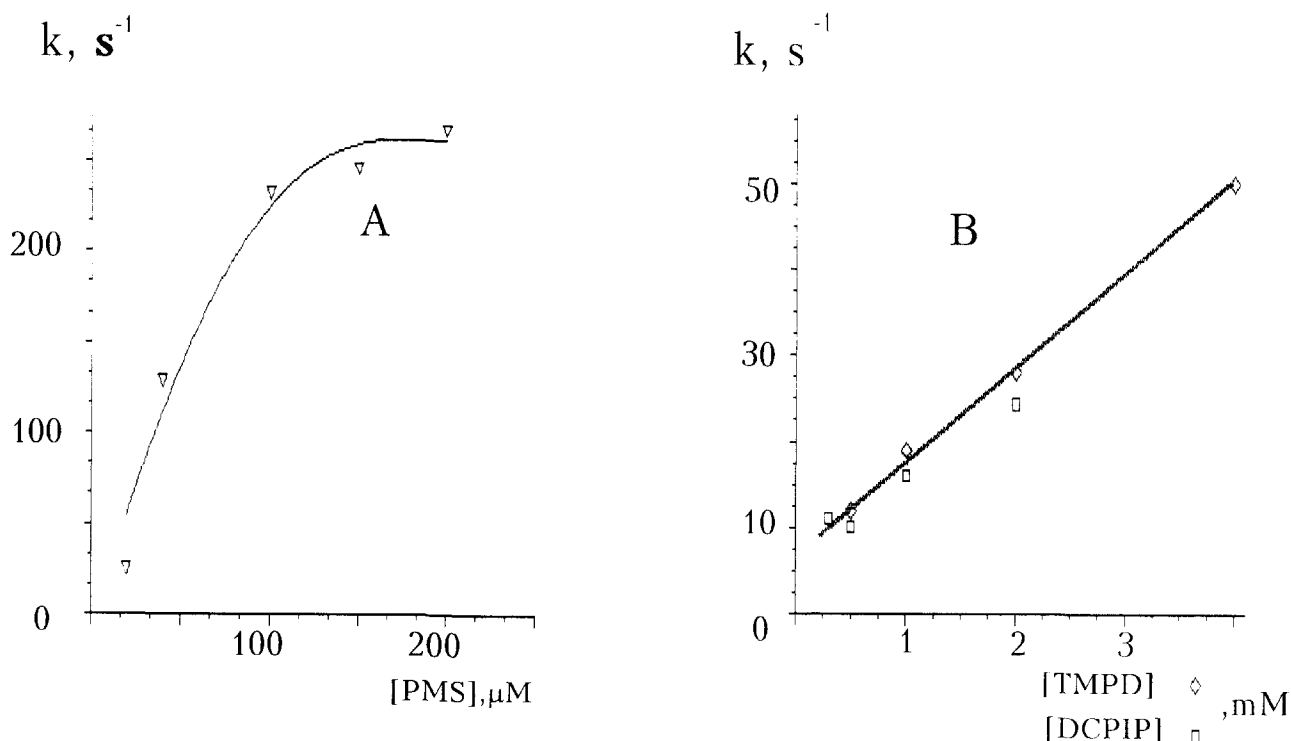 k, s⁻¹
A
200
100
0
100 200
[PMS],μM
k, s⁻¹
B
50
30
10
0
1 2 3
[TMPD] ◇
,mM
[DCPIP] ▯